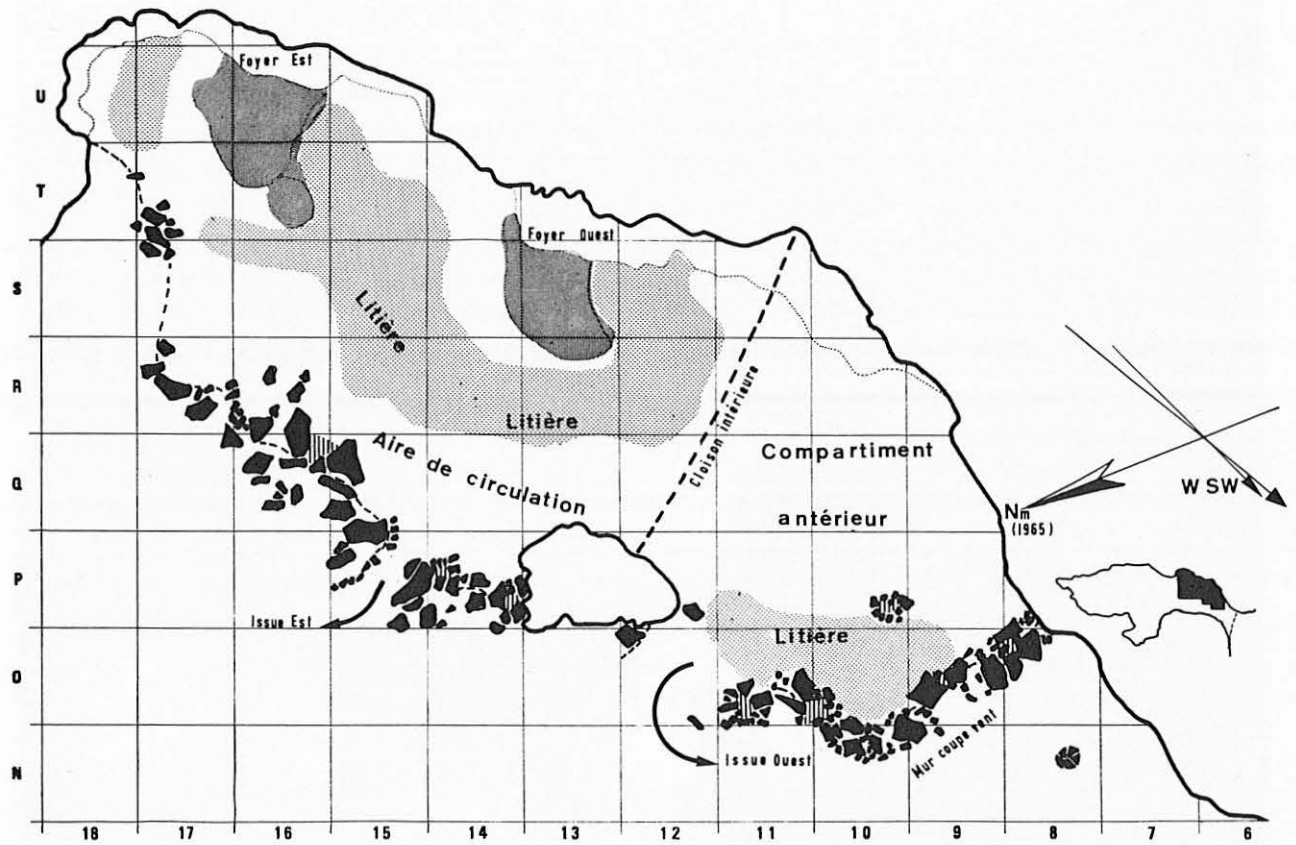 Foyer Est
U
T
Foyer Ouest
S
Litière
R
Litière
Aire de circulation
Cloison intérieure
Compartiment
antérieur
Q
Nm
(1965)
W SW
P
Issue Est
Litière
O
Issue Ouest
Mur coupe vent
N
18 17 16 15 14 13 12 11 10 9 8 7 6